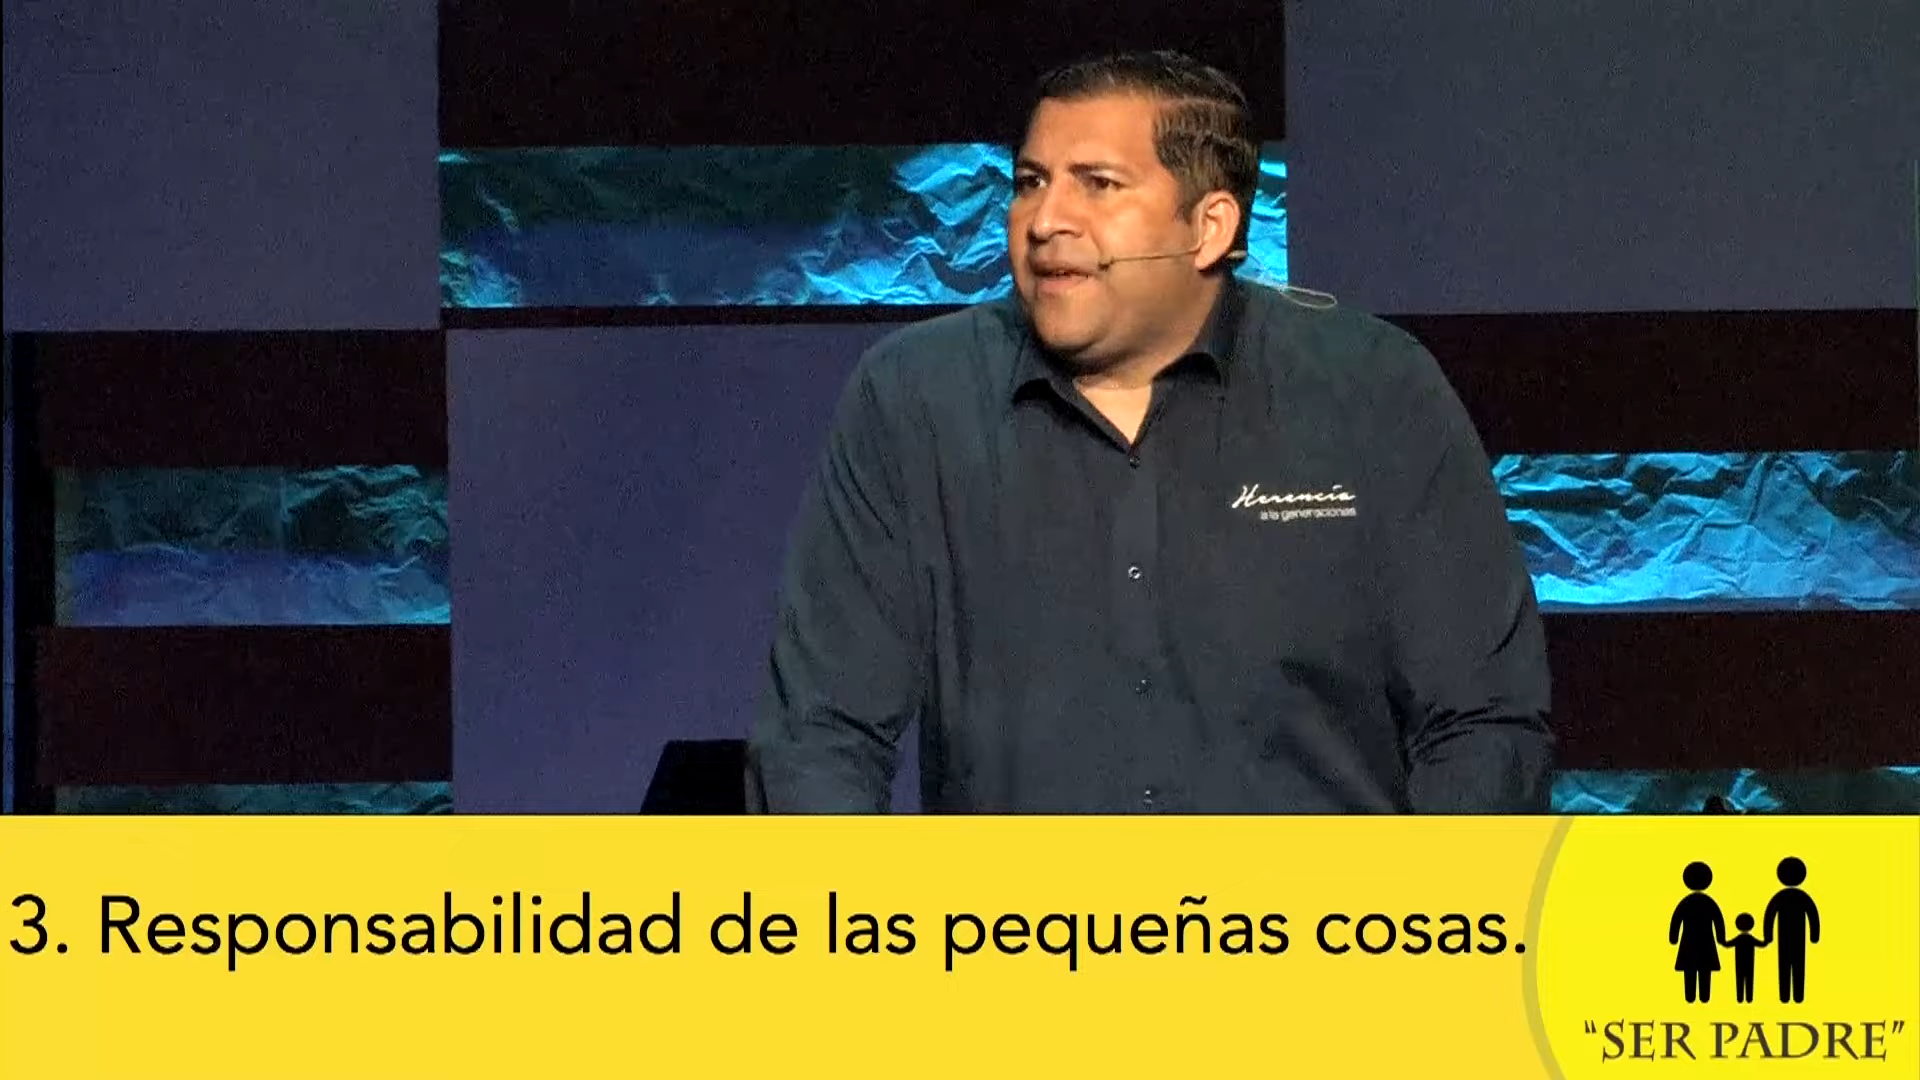 Herencia
a la generaciones
3. Responsabilidad de las pequeñas cosas.
“SER PADRE”